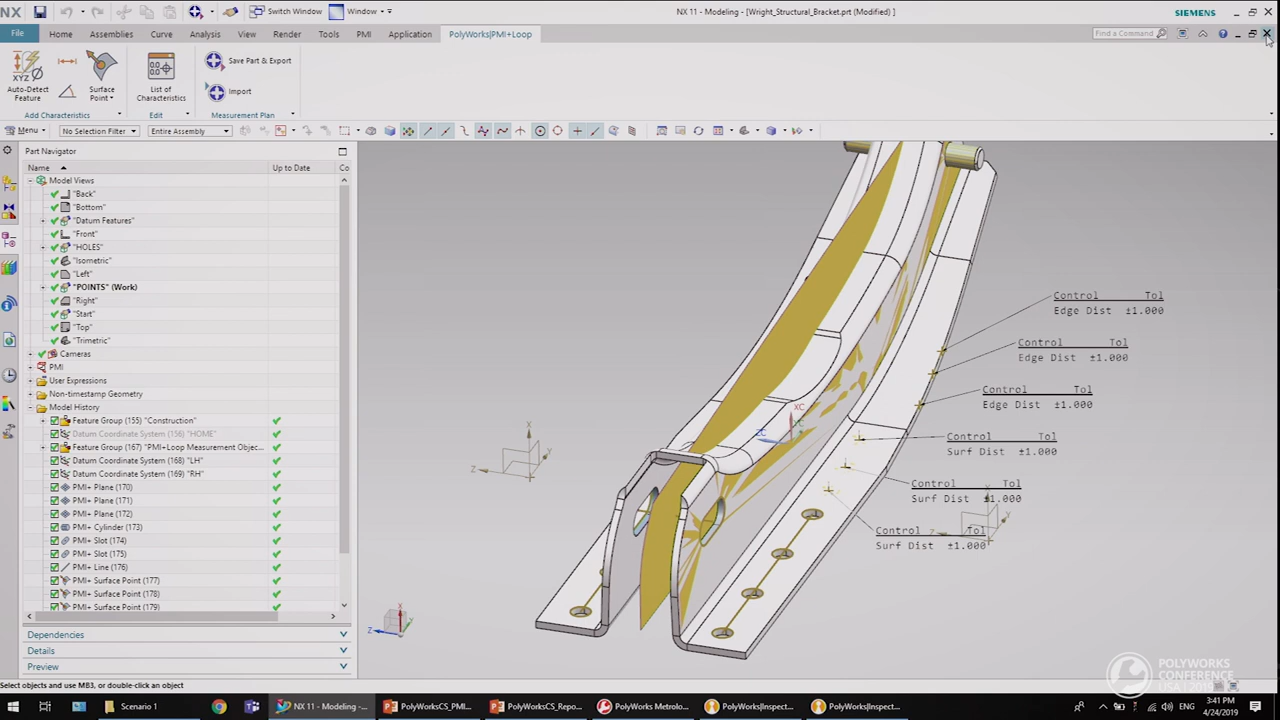 NX
Switch Window
Window
NX 11 - Modeling - [Wright_Structural_Bracket.prt (Modified) ]
SIEMENS
File
Home
Assemblies
Curve
Analysis
View
Render
Tools
PMI
Application
PolyWorks|PMI+Loop
Find a Command
XYZ
Auto-Detect
Feature
Surface
Point
List of
Characteristics
Save Part & Export
Import
Add Characteristics
Edit
Measurement Plan
Menu
No Selection Filter
Entire Assembly
Part Navigator
Name
Up to Date
Co
Model Views
"Back"
"Bottom"
"Datum Features"
"Front"
"HOLES"
"Isometric"
"Left"
"POINTS" (Work)
"Right"
"Start"
"Top"
"Trimetric"
Cameras
PMI
User Expressions
Non-timestamp Geometry
Model History
Feature Group (155) "Construction"
Datum Coordinate System (156) "HOME"
Feature Group (167) "PMI+Loop Measurement Objec...
Datum Coordinate System (168) "LH"
Datum Coordinate System (169) "RH"
PMI+ Plane (170)
PMI+ Plane (171)
PMI+ Plane (172)
PMI+ Cylinder (173)
PMI+ Slot (174)
PMI+ Slot (175)
PMI+ Line (176)
PMI+ Surface Point (177)
PMI+ Surface Point (178)
PMI+ Surface Point (179)
Dependencies
Details
Preview
Control Tol
Edge Dist ±1.000
Control Tol
Edge Dist ±1.000
Control Tol
Edge Dist ±1.000
Control Tol
Surf Dist ±1.000
Control Tol
Surf Dist ±1.000
Control Tol
Surf Dist ±1.000
X
Y
Z
XC
YC
ZC
X
Y
Z
X
Y
Z
POLYWORKS
CONFERENCE
USA | 2019
Select objects and use MB3, or double-click an object
Scenario 1
NX 11 - Modeling -...
PolyWorksCS_PMI...
PolyWorksCS_Repo...
PolyWorks Metrolo...
PolyWorks|Inspect...
PolyWorks|Inspect...
ENG
3:41 PM
4/24/2019